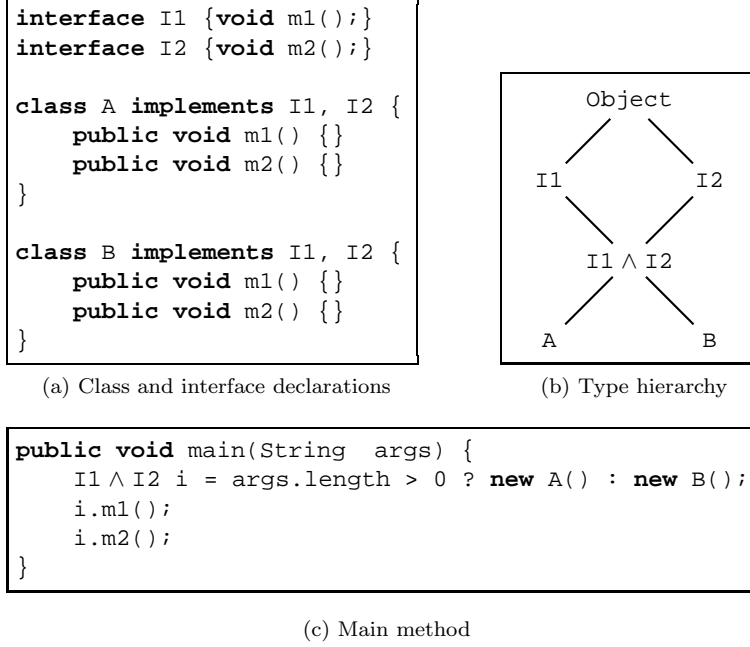 interface I1 {void m1();}
interface I2 {void m2();}
class A implements I1, I2 {
public void m1() {}
public void m2() {}
}
class B implements I1, I2 {
public void m1() {}
public void m2() {}
}
(a) Class and interface declarations
Object
I1 I2
I1 ∧ I2
A B
(b) Type hierarchy
public void main(String args) {
I1 ∧ I2 i = args.length > 0 ? new A() : new B();
i.m1();
i.m2();
}
(c) Main method